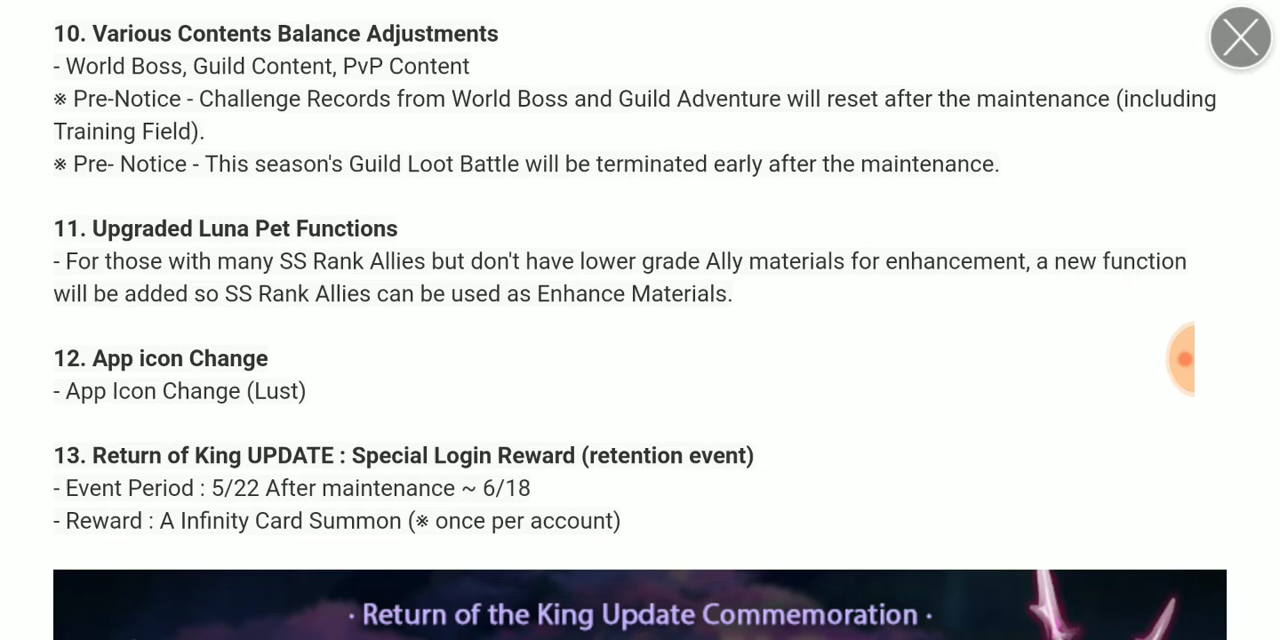 10. Various Contents Balance Adjustments
- World Boss, Guild Content, PvP Content
※ Pre-Notice - Challenge Records from World Boss and Guild Adventure will reset after the maintenance (including
Training Field).
※ Pre- Notice - This season's Guild Loot Battle will be terminated early after the maintenance.
11. Upgraded Luna Pet Functions
- For those with many SS Rank Allies but don't have lower grade Ally materials for enhancement, a new function
will be added so SS Rank Allies can be used as Enhance Materials.
12. App icon Change
- App Icon Change (Lust)
13. Return of King UPDATE : Special Login Reward (retention event)
- Event Period : 5/22 After maintenance ~ 6/18
- Reward : A Infinity Card Summon (※ once per account)
· Return of the King Update Commemoration ·